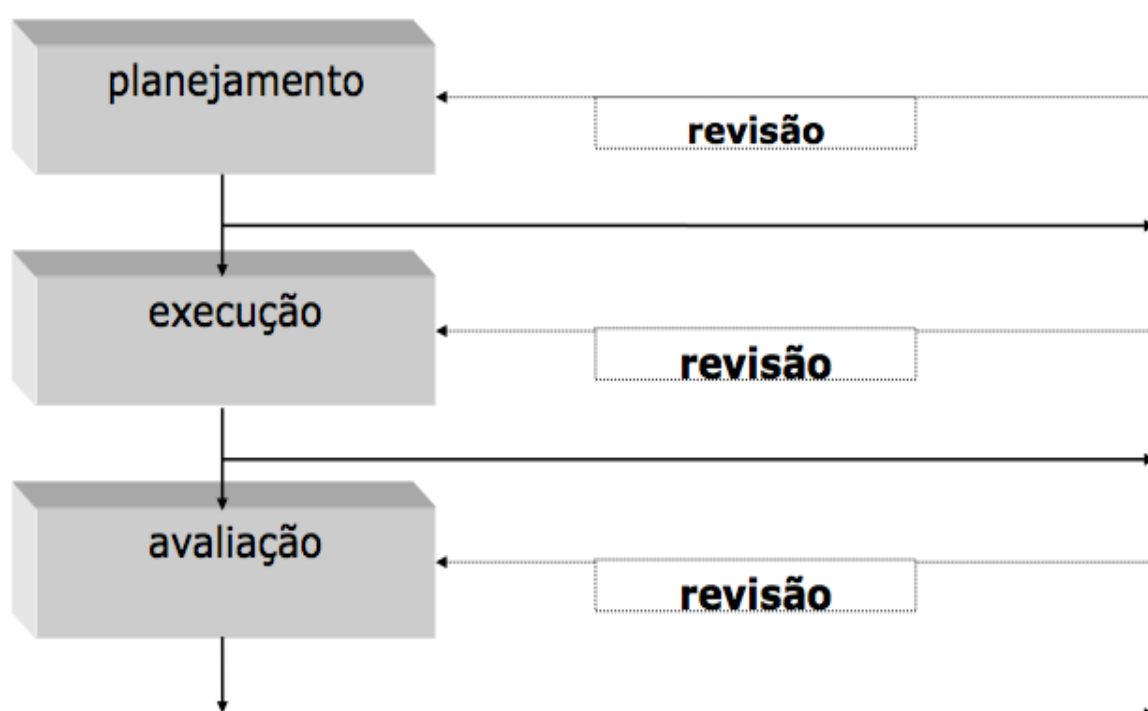 planejamento
revisão
execução
revisão
avaliação
revisão